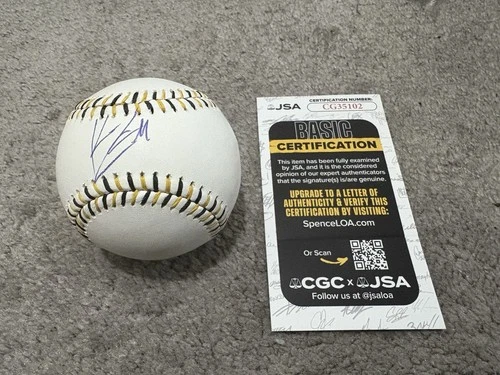 JSA
CERTIFICATION NUMBER:
CG35102
BASIC
CERTIFICATION
This item has been fully examined
by JSA, and it is the considered
opinion of our expert authenticators
that the signature(s) is/are genuine.
UPGRADE TO A LETTER OF
AUTHENTICITY & VERIFY THIS
CERTIFICATION BY VISITING:
SpenceLOA.com
Or Scan
CGC x JSA
Follow us at @jsaloa